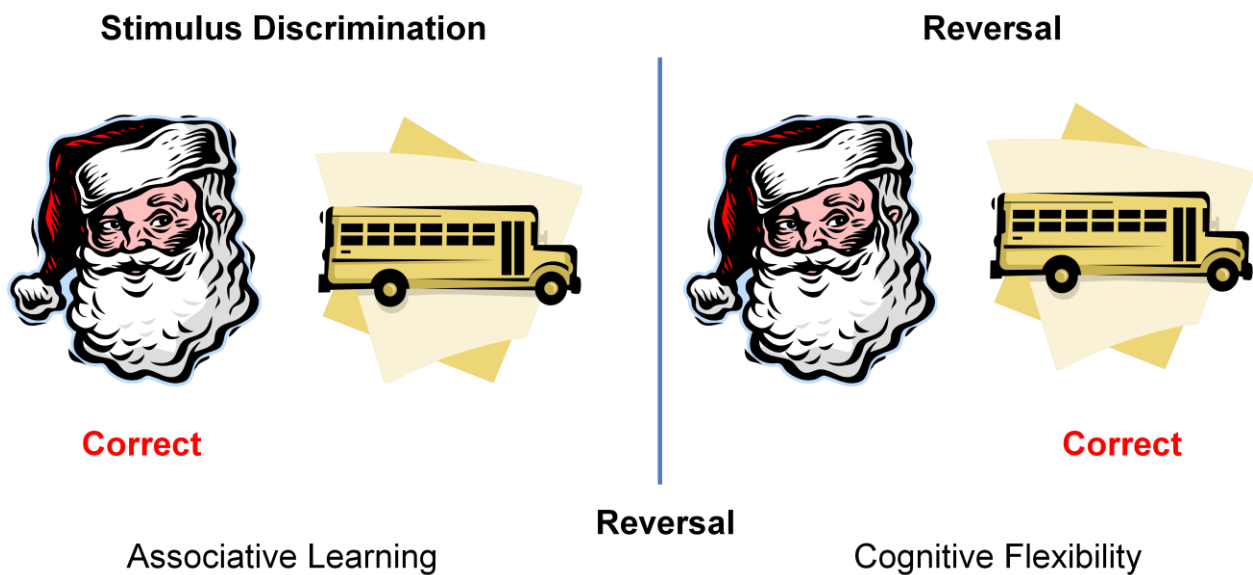 Stimulus Discrimination
Reversal
Correct
Correct
Reversal
Associative Learning
Cognitive Flexibility